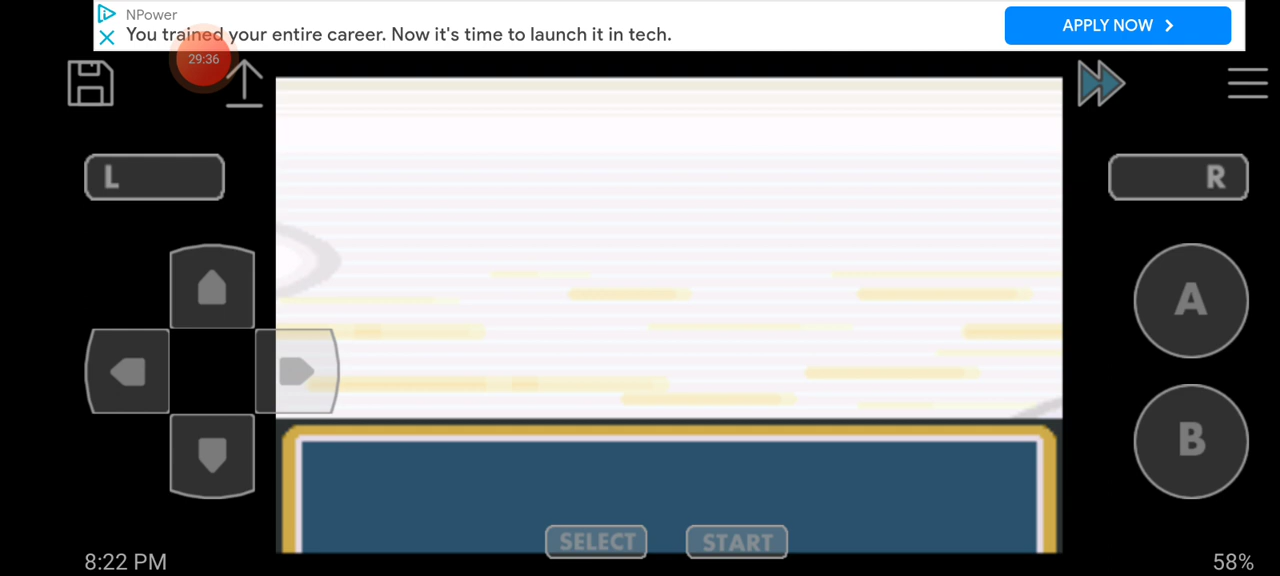 NPower
You trained your entire career. Now it's time to launch it in tech.
APPLY NOW
29:36
L
R
A
B
SELECT
START
8:22 PM
58%